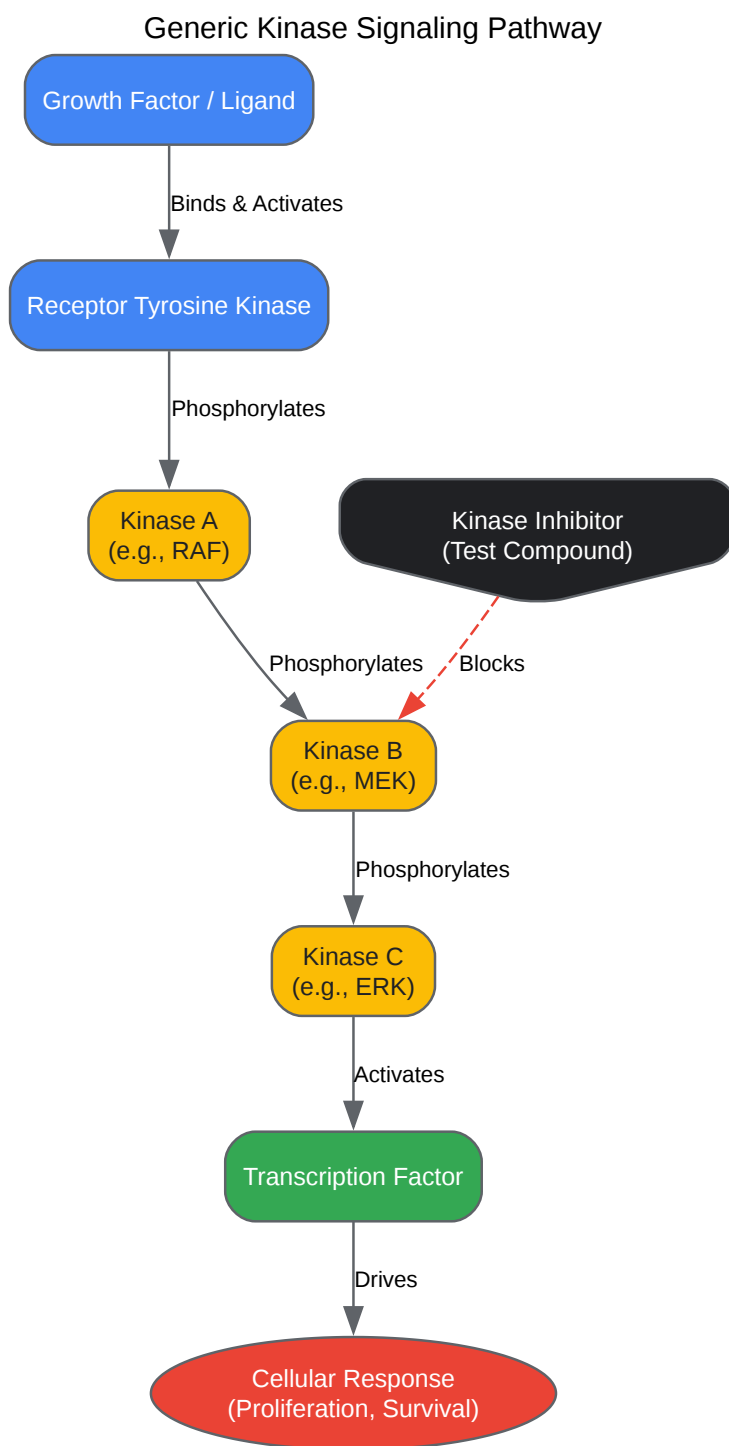 Generic Kinase Signaling Pathway
Growth Factor / Ligand
Binds & Activates
Receptor Tyrosine Kinase
Phosphorylates
Kinase A
(e.g., RAF)
Kinase Inhibitor
(Test Compound)
Phosphorylates
Blocks
Kinase B
(e.g., MEK)
Phosphorylates
Kinase C
(e.g., ERK)
Activates
Transcription Factor
Drives
Cellular Response
(Proliferation, Survival)